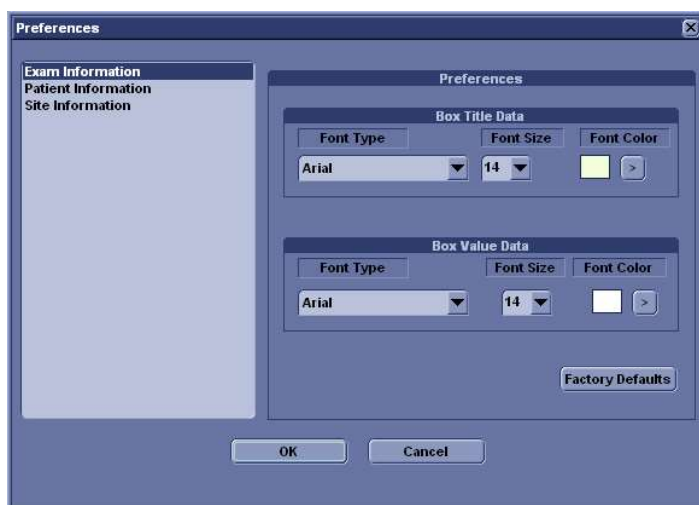 Preferences
Exam Information
Patient Information
Site Information
Preferences
Box Title Data
Font Type Font Size Font Color
Arial 14 >
Box Value Data
Font Type Font Size Font Color
Arial 14 >
Factory Defaults
OK Cancel